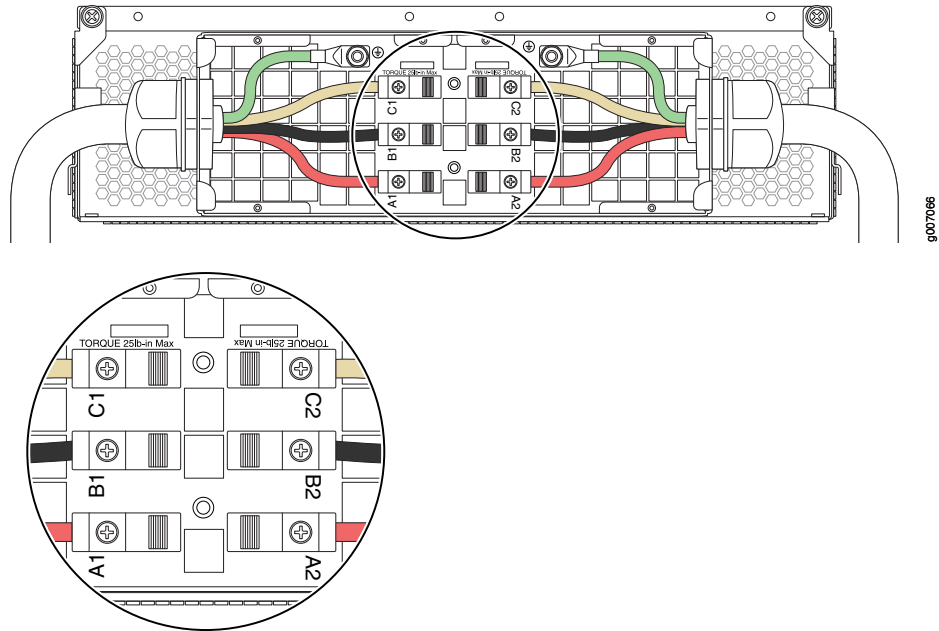 TORQUE 25lb-in Max
TORQUE 25lb-in Max
C1
C2
B1
B2
A1
A2
g007066
TORQUE 25lb-in Max
TORQUE 25lb-in Max
C1
C2
B1
B2
A1
A2